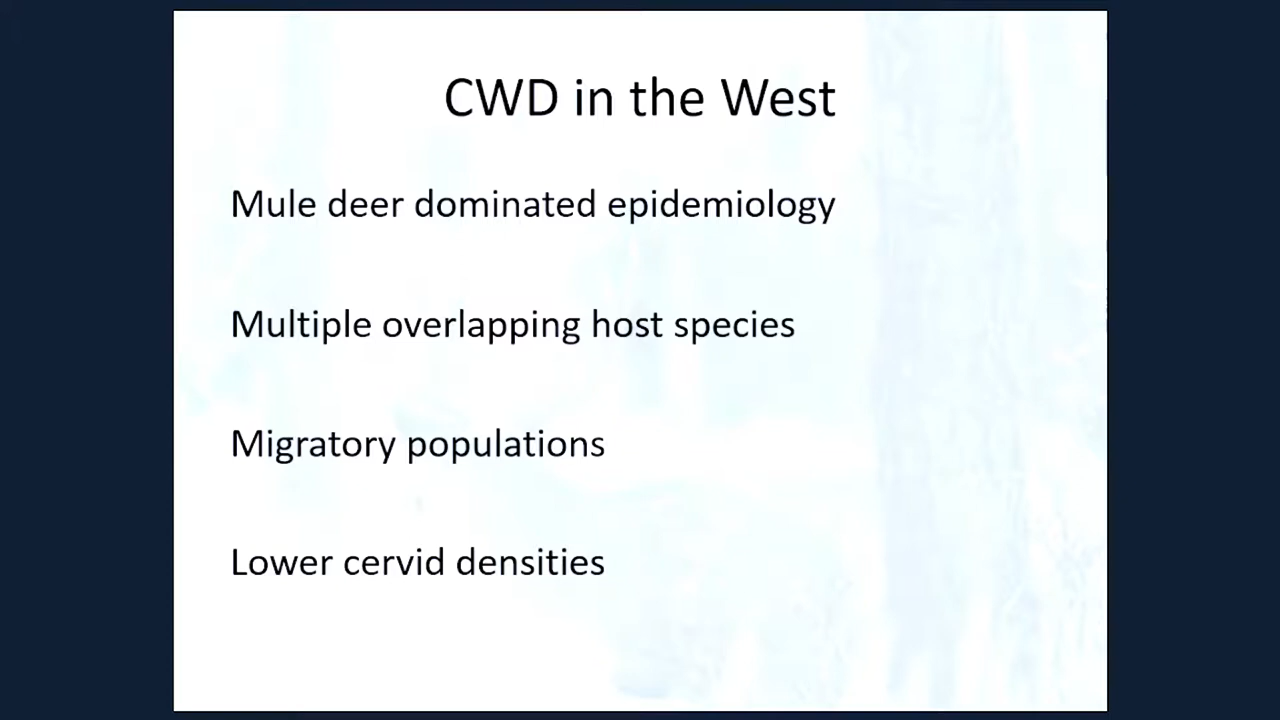 CWD in the West
Mule deer dominated epidemiology
Multiple overlapping host species
Migratory populations
Lower cervid densities